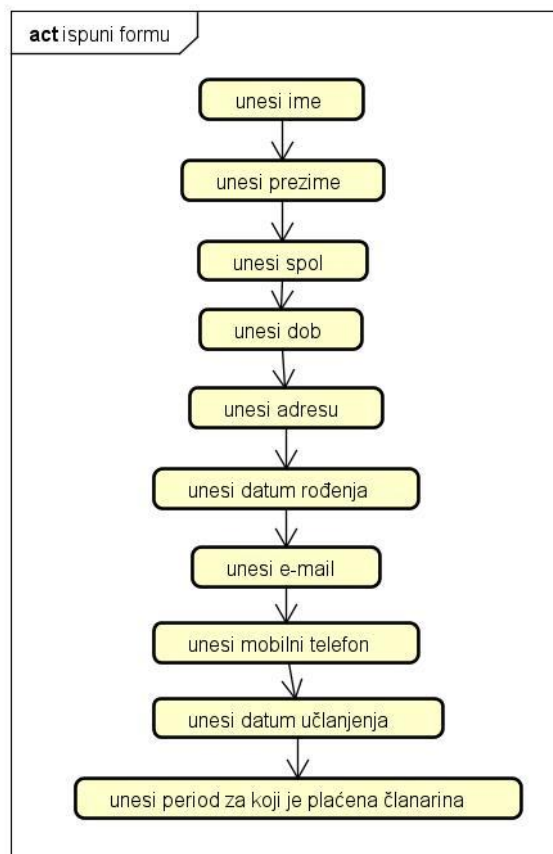 act ispuni formu
unesi ime
unesi prezime
unesi spol
unesi dob
unesi adresu
unesi datum rođenja
unesi e-mail
unesi mobilni telefon
unesi datum učlanjenja
unesi period za koji je plaćena članarina